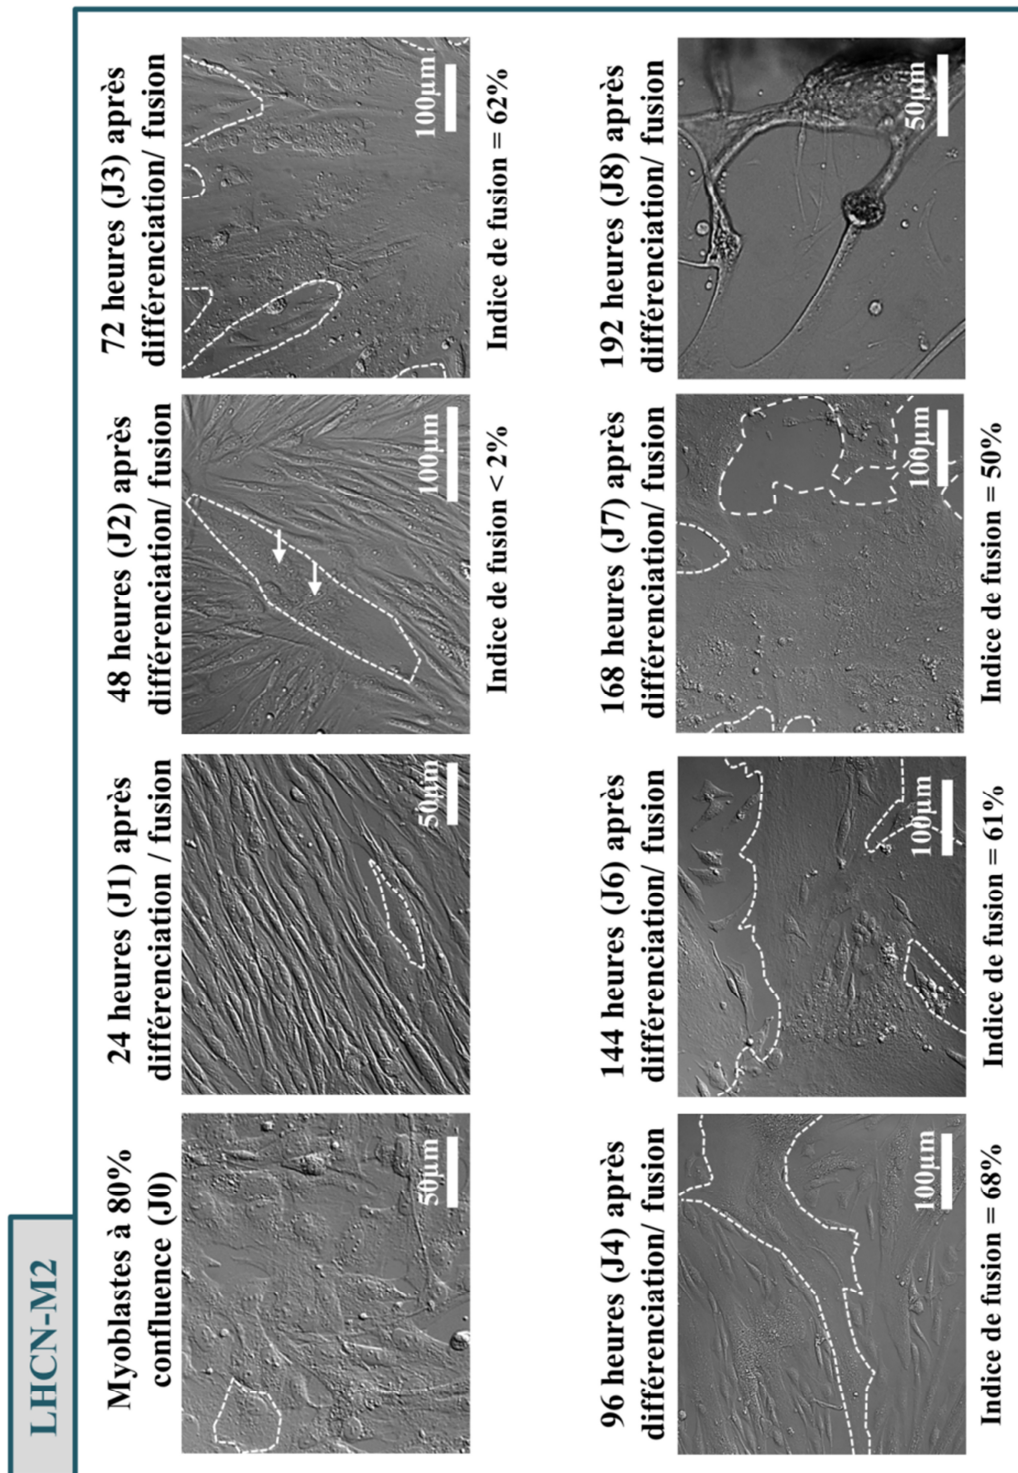 LHCN-M2
Myoblastes à 80%
confluence (J0)
50µm
24 heures (J1) après
différenciation / fusion
50µm
48 heures (J2) après
différenciation/ fusion
100µm
Indice de fusion < 2%
72 heures (J3) après
différenciation/ fusion
100µm
Indice de fusion = 62%
96 heures (J4) après
différenciation/ fusion
100µm
Indice de fusion = 68%
144 heures (J6) après
différenciation/ fusion
100µm
Indice de fusion = 61%
168 heures (J7) après
différenciation/ fusion
100µm
Indice de fusion = 50%
192 heures (J8) après
différenciation/ fusion
50µm